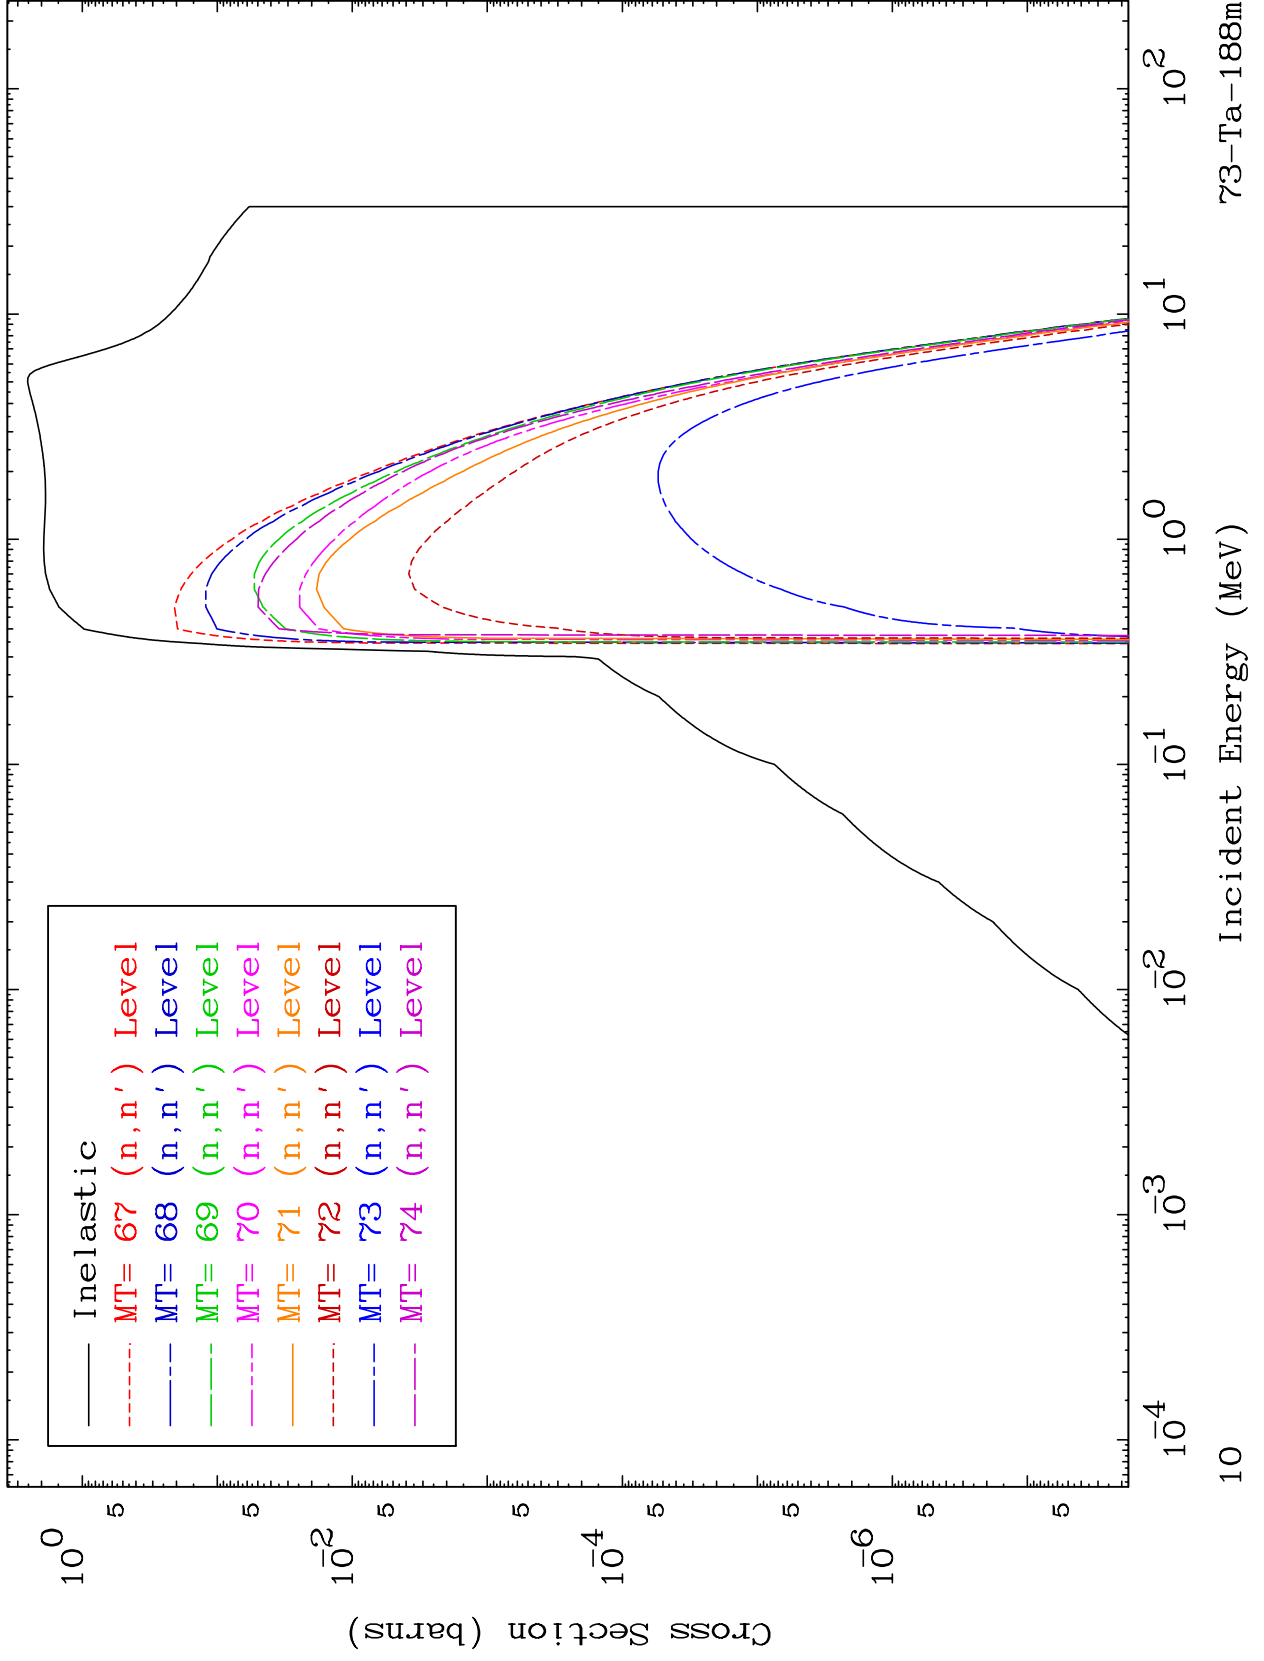 Cross Section (barns)
10^0
5
10^-2
5
5
10^-4
5
5
10^-6
5
5
Inelastic
MT= 67 (n,n') Level
MT= 68 (n,n') Level
MT= 69 (n,n') Level
MT= 70 (n,n') Level
MT= 71 (n,n') Level
MT= 72 (n,n') Level
MT= 73 (n,n') Level
MT= 74 (n,n') Level
10^-4 10^-3 10^-2 10^-1 10^0 10^1 10^2
10 Incident Energy (MeV) 73-Ta-188m